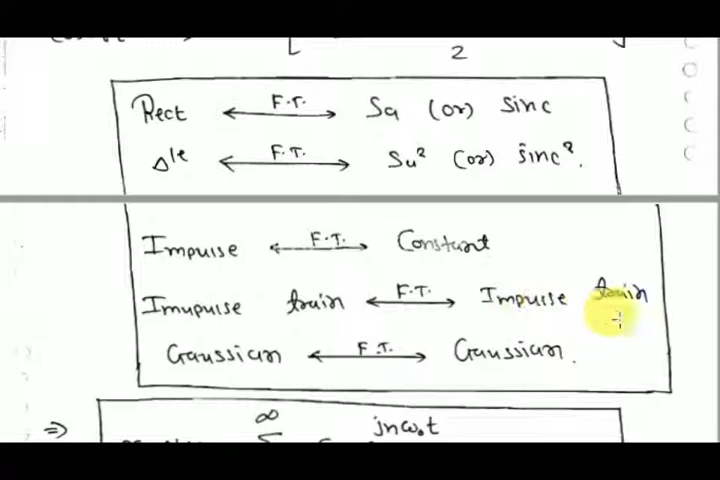 2
Rect ⟷ F.T. Sa (or) Sinc
Δle ⟷ F.T. Sa² (or) Sinc².
Impulse ⟷ F.T. Constant
Imupulse train ⟷ F.T. Impulse train
Gaussian ⟷ F.T. Gaussian.
⇒ ∞ jnω₀t